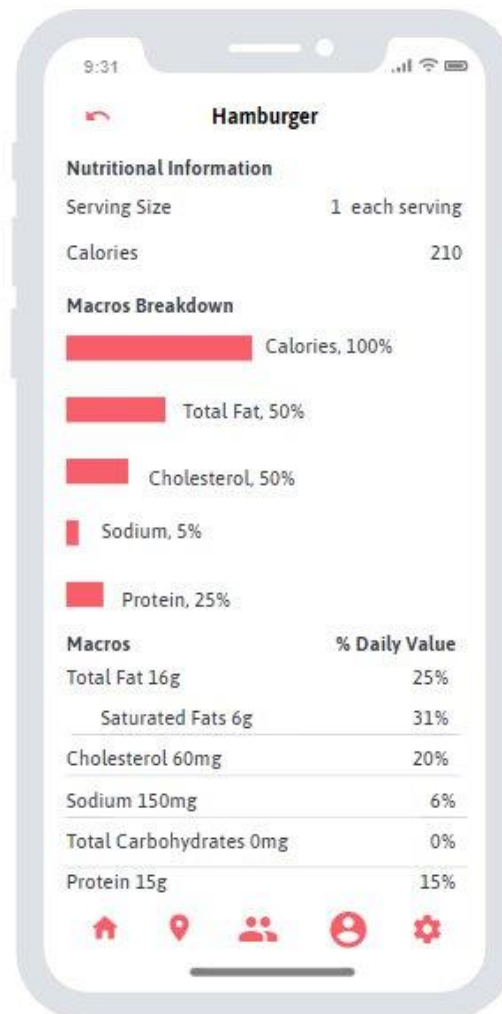 9:31
Hamburger
Nutritional Information
Serving Size 1 each serving
Calories 210
Macros Breakdown
Calories, 100%
Total Fat, 50%
Cholesterol, 50%
Sodium, 5%
Protein, 25%
Macros % Daily Value
Total Fat 16g 25%
Saturated Fats 6g 31%
Cholesterol 60mg 20%
Sodium 150mg 6%
Total Carbohydrates 0mg 0%
Protein 15g 15%